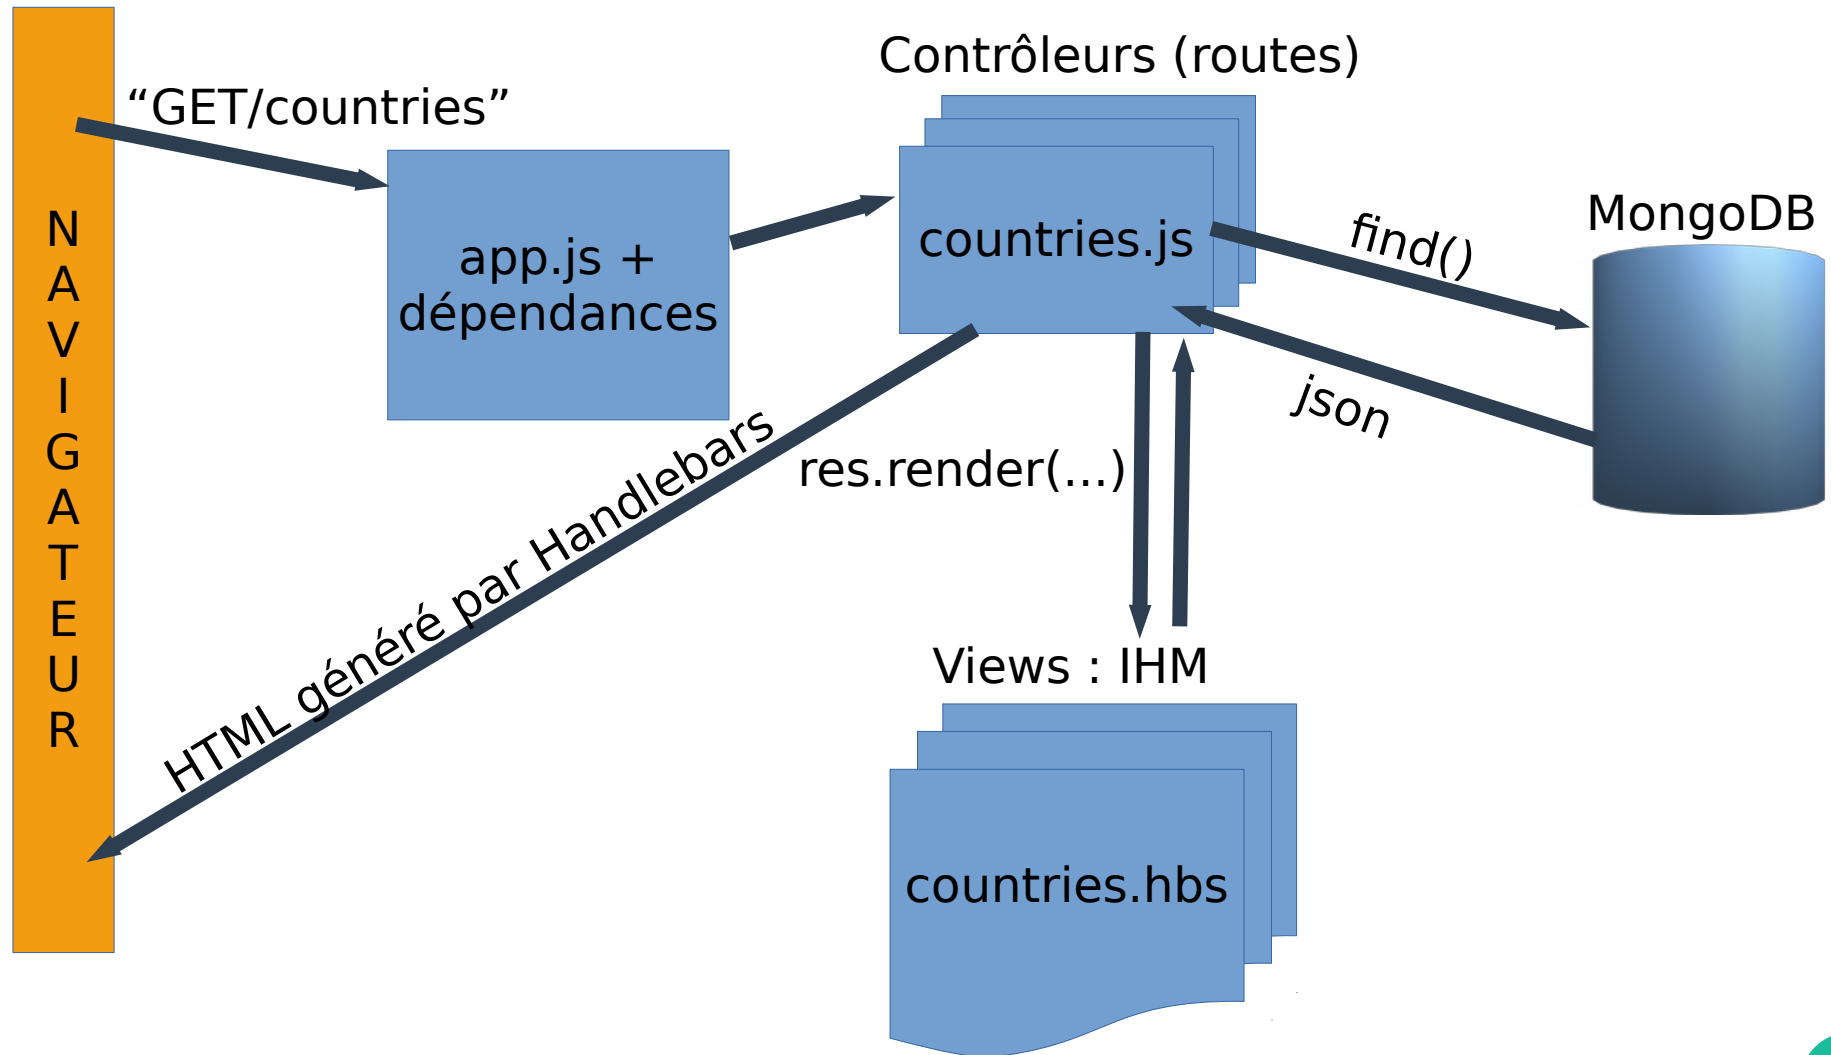 Contrôleurs (routes)
“GET/countries”
NAVIGATEUR
app.js +
dépendances
countries.js
find()
MongoDB
json
res.render(...)
HTML généré par Handlebars
Views : IHM
countries.hbs